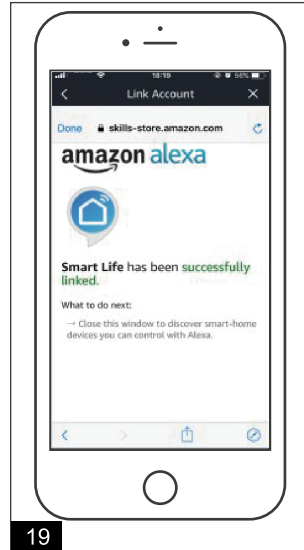 18:19
56%
Link Account
Done skills-store.amazon.com
amazon alexa
Smart Life has been successfully
linked.
What to do next:
→ Close this window to discover smart-home
devices you can control with Alexa.
19